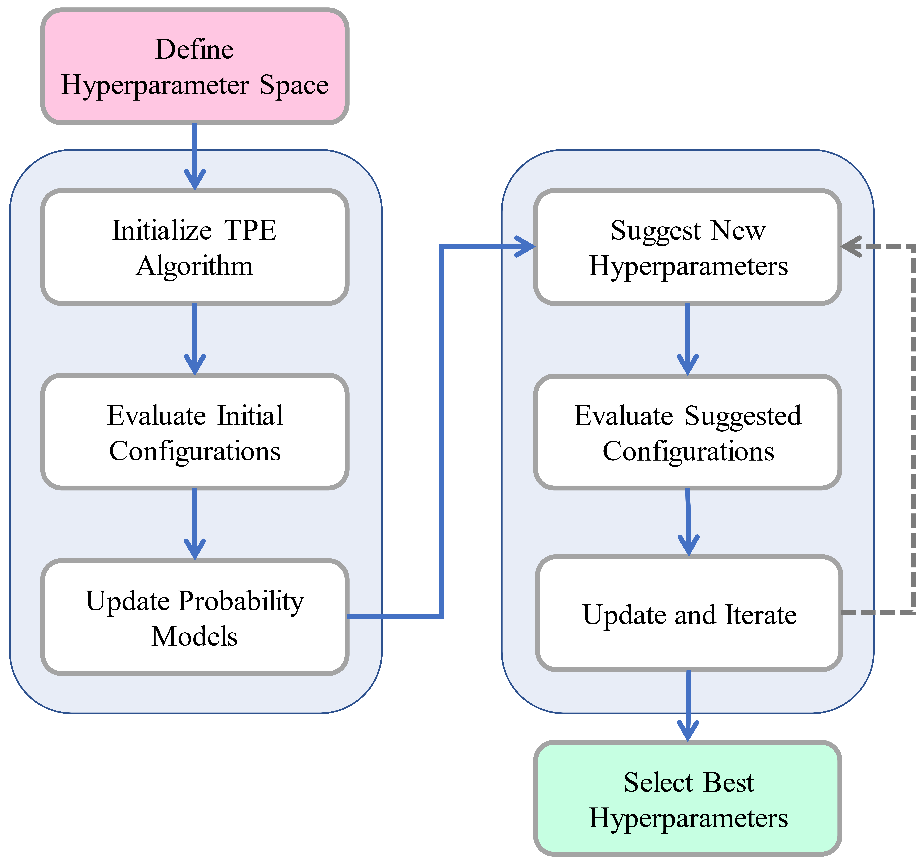 Define
Hyperparameter Space
Initialize TPE
Algorithm
Evaluate Initial
Configurations
Update Probability
Models
Suggest New
Hyperparameters
Evaluate Suggested
Configurations
Update and Iterate
Select Best
Hyperparameters